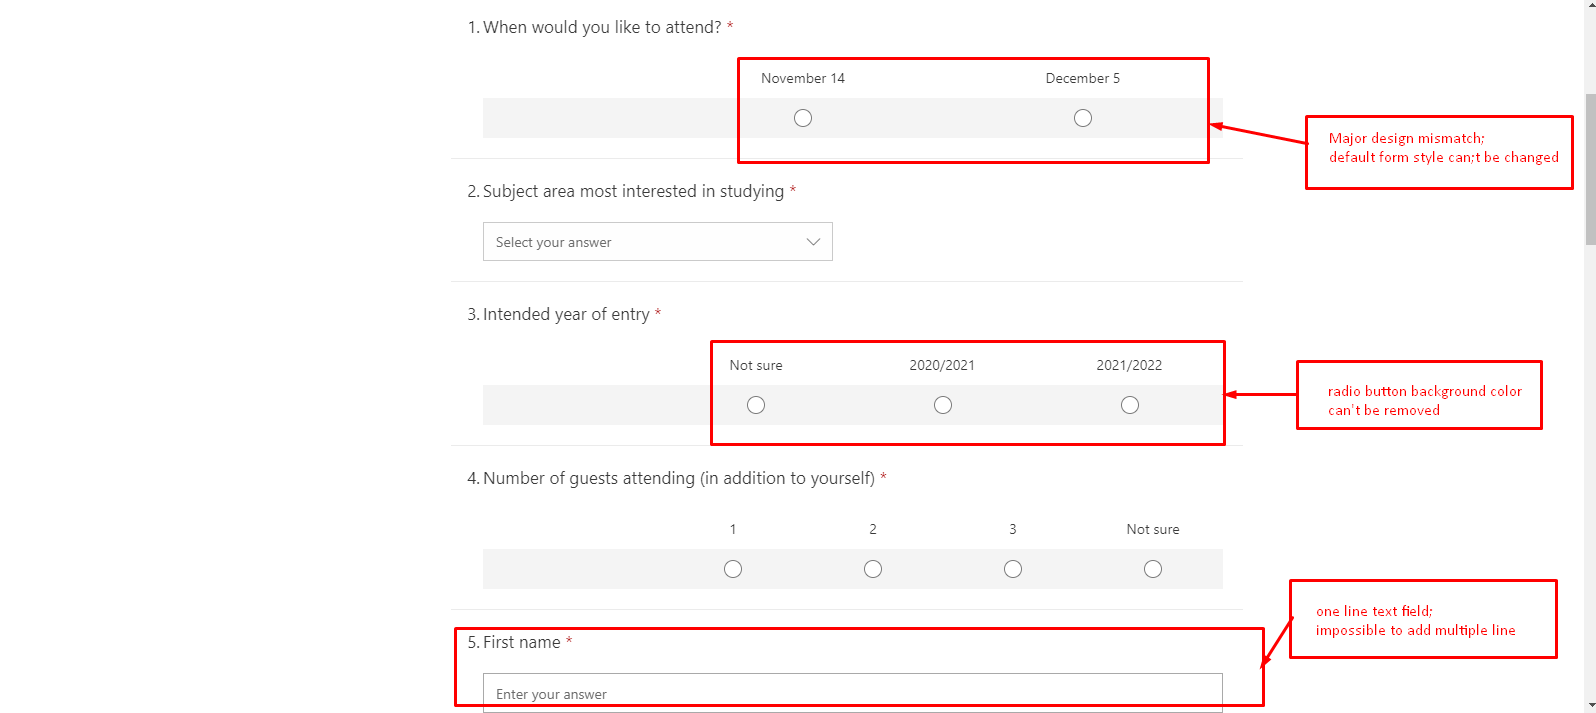 1. When would you like to attend? *
November 14 December 5
Major design mismatch;
default form style can;t be changed
2. Subject area most interested in studying *
Select your answer
3. Intended year of entry *
Not sure 2020/2021 2021/2022
radio button background color
can't be removed
4. Number of guests attending (in addition to yourself) *
1 2 3 Not sure
one line text field;
impossible to add multiple line
5. First name *
Enter your answer